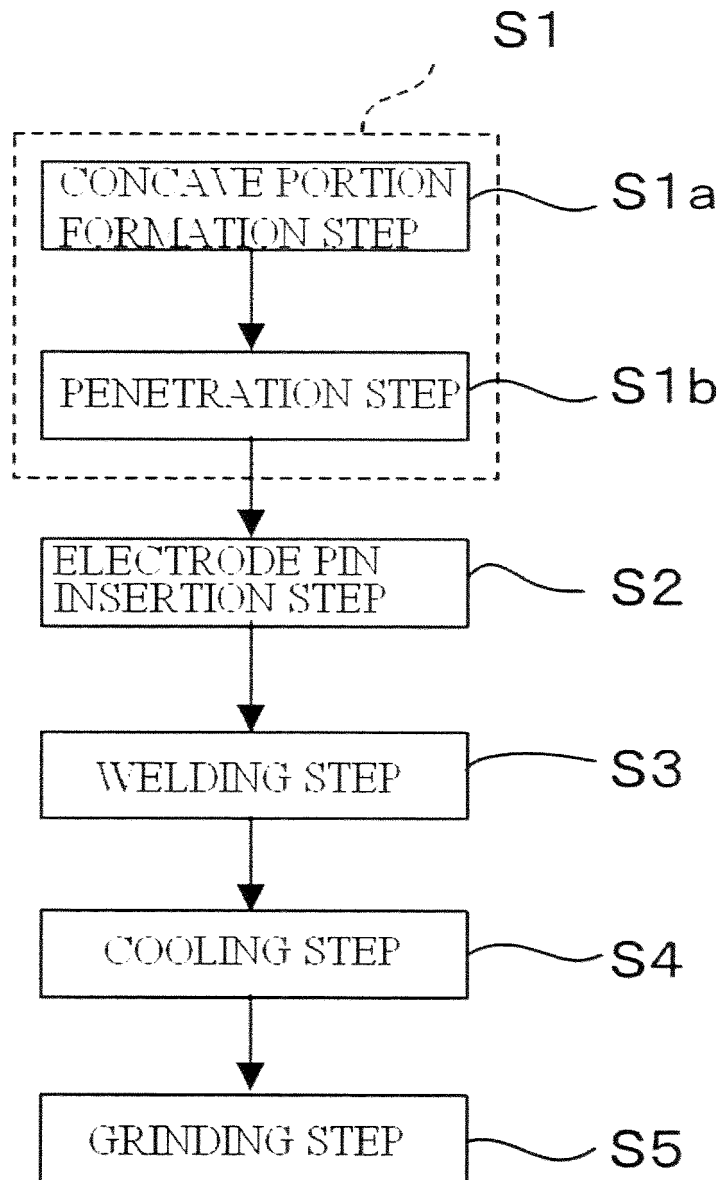 S1
CONCAVE PORTION
FORMATION STEP
S1a
PENETRATION STEP
S1b
ELECTRODE PIN
INSERTION STEP
S2
WELDING STEP
S3
COOLING STEP
S4
GRINDING STEP
S5